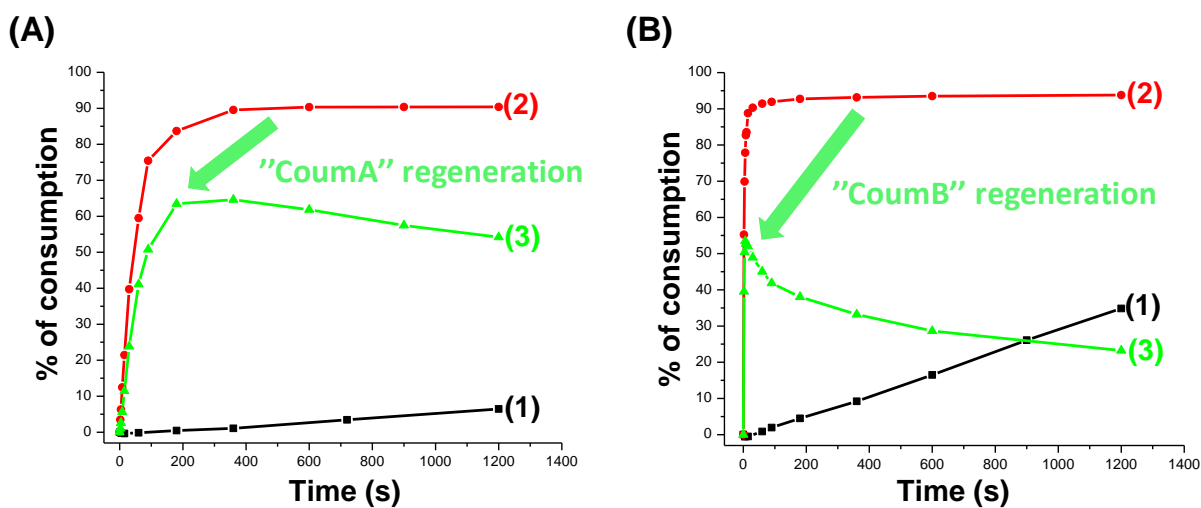 (A)
100
90
80
70
60
50
40
30
20
10
0
% of consumption
(2)
”CoumA” regeneration
(3)
(1)
0 200 400 600 800 1000 1200 1400
Time (s)
(B)
100
90
80
70
60
50
40
30
20
10
0
% of consumption
(2)
”CoumB” regeneration
(1)
(3)
0 200 400 600 800 1000 1200 1400
Time (s)